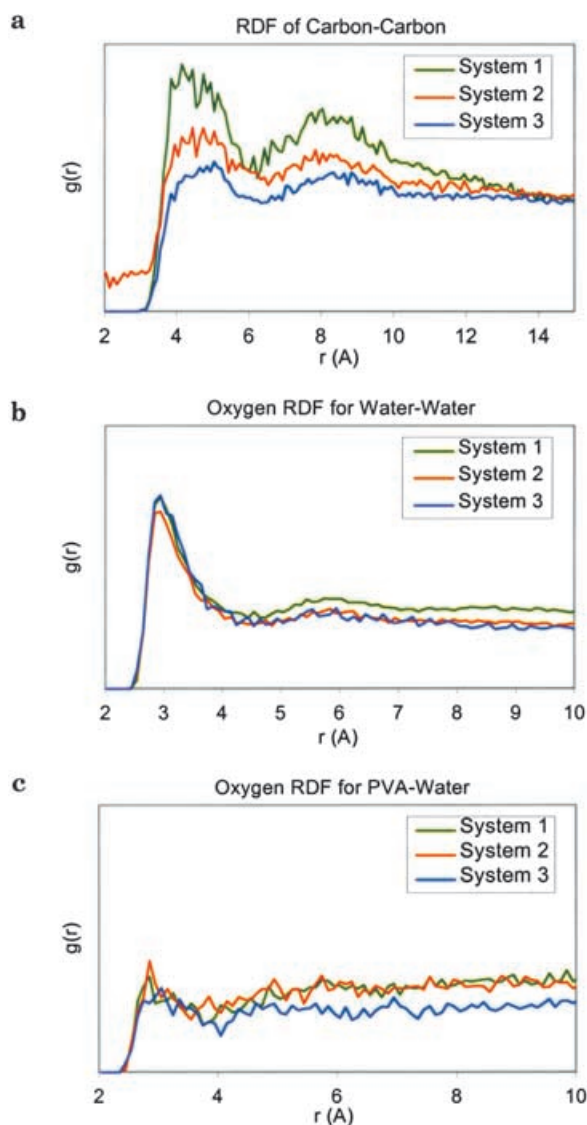 a
RDF of Carbon-Carbon
System 1
System 2
System 3
g(r)
2 4 6 8 10 12 14
r (A)
b
Oxygen RDF for Water-Water
System 1
System 2
System 3
g(r)
2 3 4 5 6 7 8 9 10
r (A)
c
Oxygen RDF for PVA-Water
System 1
System 2
System 3
g(r)
2 4 6 8 10
r (A)